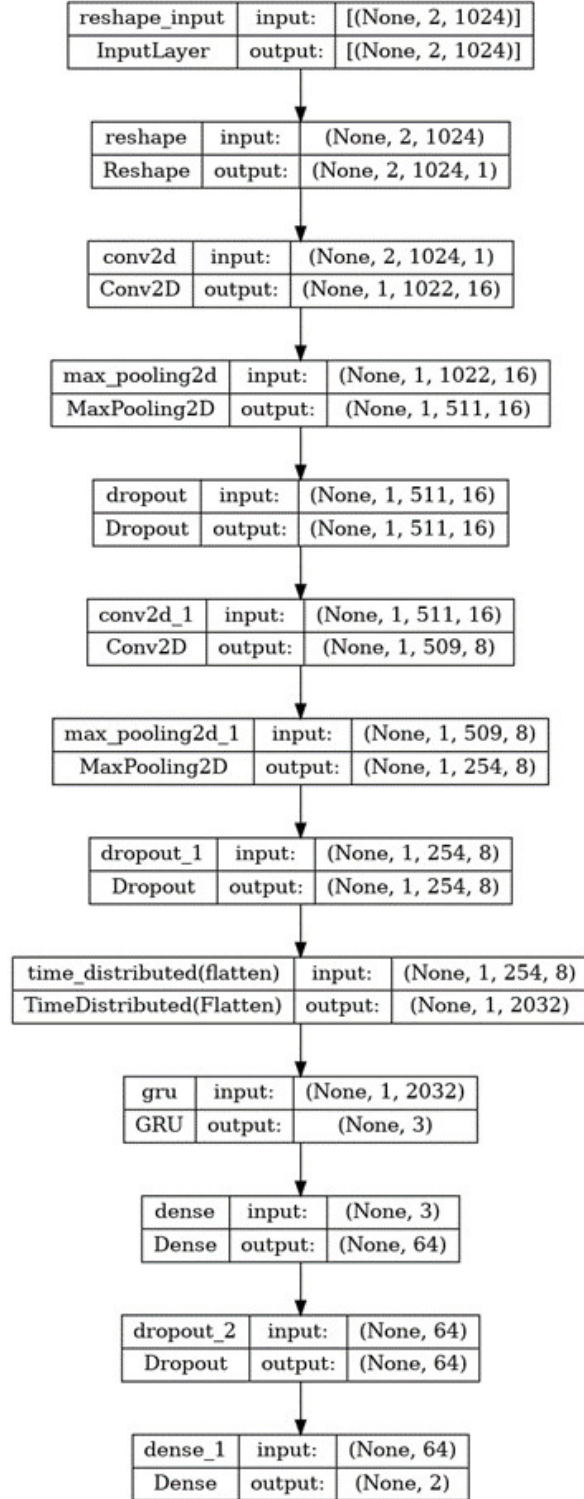 reshape_input input: [(None, 2, 1024)]
InputLayer output: [(None, 2, 1024)]
reshape input: (None, 2, 1024)
Reshape output: (None, 2, 1024, 1)
conv2d input: (None, 2, 1024, 1)
Conv2D output: (None, 1, 1022, 16)
max_pooling2d input: (None, 1, 1022, 16)
MaxPooling2D output: (None, 1, 511, 16)
dropout input: (None, 1, 511, 16)
Dropout output: (None, 1, 511, 16)
conv2d_1 input: (None, 1, 511, 16)
Conv2D output: (None, 1, 509, 8)
max_pooling2d_1 input: (None, 1, 509, 8)
MaxPooling2D output: (None, 1, 254, 8)
dropout_1 input: (None, 1, 254, 8)
Dropout output: (None, 1, 254, 8)
time_distributed(flatten) input: (None, 1, 254, 8)
TimeDistributed(Flatten) output: (None, 1, 2032)
gru input: (None, 1, 2032)
GRU output: (None, 3)
dense input: (None, 3)
Dense output: (None, 64)
dropout_2 input: (None, 64)
Dropout output: (None, 64)
dense_1 input: (None, 64)
Dense output: (None, 2)